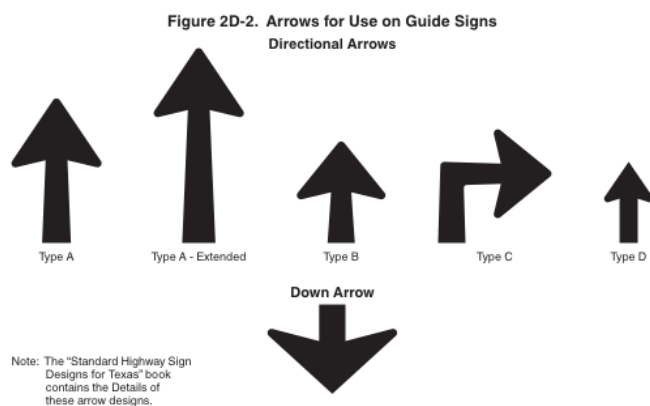 Figure 2D-2. Arrows for Use on Guide Signs
Directional Arrows
Type A
Type A - Extended
Type B
Type C
Type D
Down Arrow
Note: The “Standard Highway Sign
Designs for Texas” book
contains the Details of
these arrow designs.